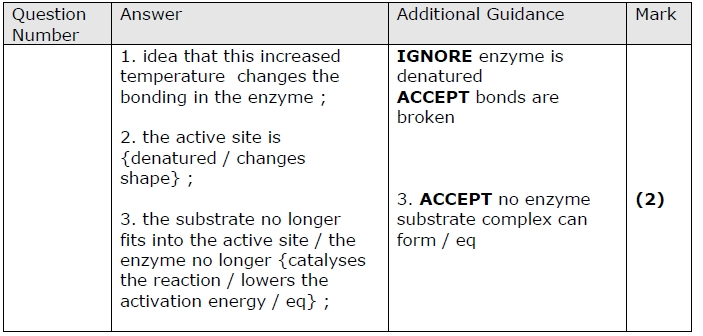 Question Number
Answer
Additional Guidance
Mark
1. idea that this increased
temperature changes the
bonding in the enzyme ;
2. the active site is
{denatured / changes
shape} ;
3. the substrate no longer
fits into the active site / the
enzyme no longer {catalyses
the reaction / lowers the
activation energy / eq} ;
IGNORE enzyme is
denatured
ACCEPT bonds are
broken
3. ACCEPT no enzyme
substrate complex can
form / eq
(2)